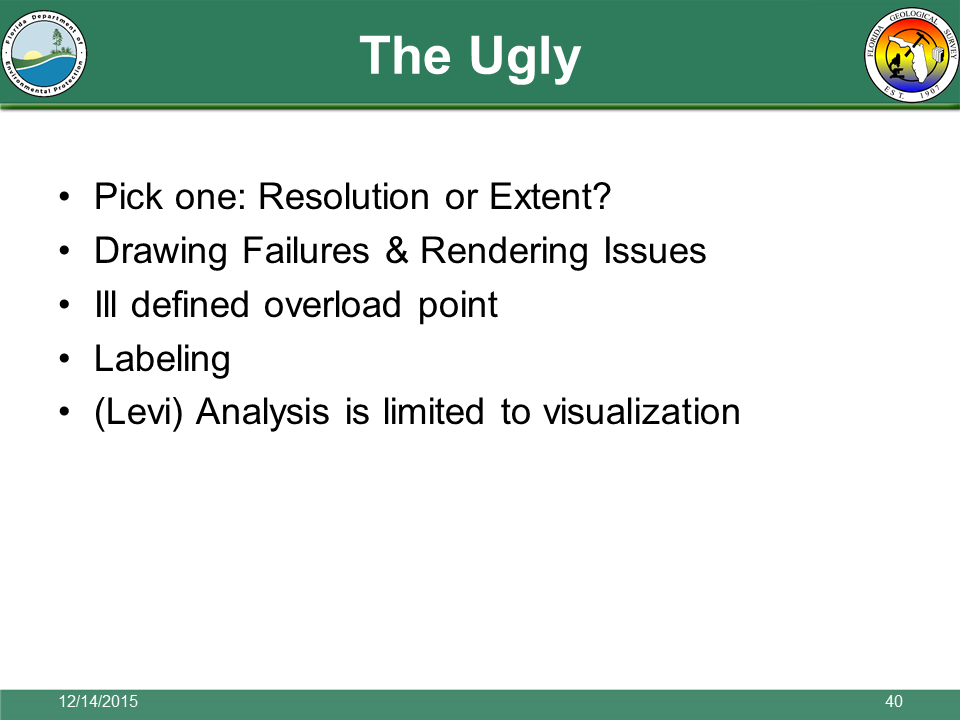 Florida Department of Environmental Protection
The Ugly
FLORIDA GEOLOGICAL SURVEY
EST. 1907
• Pick one: Resolution or Extent?
• Drawing Failures & Rendering Issues
• Ill defined overload point
• Labeling
• (Levi) Analysis is limited to visualization
12/14/2015
40